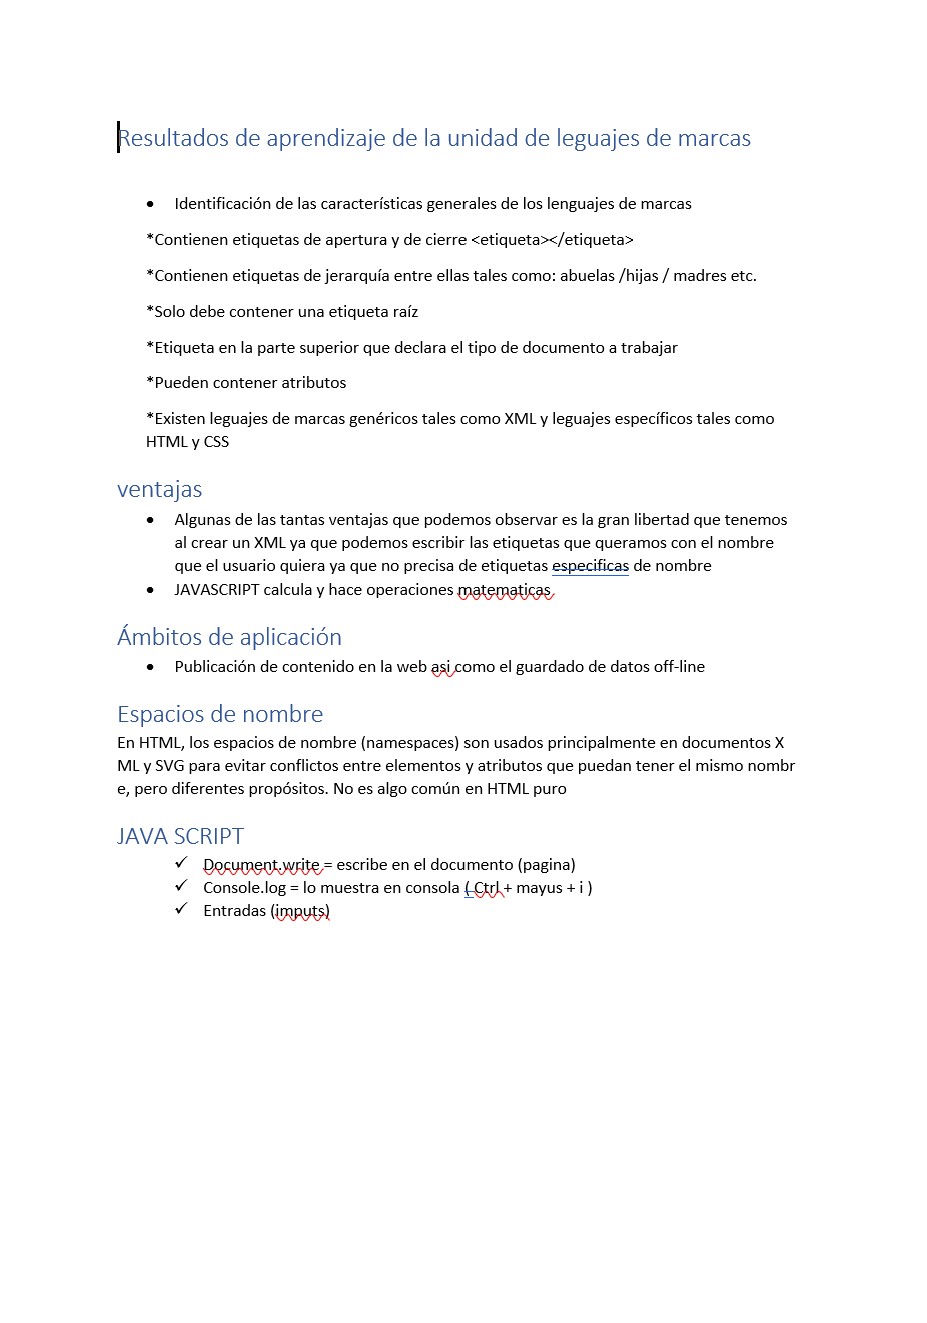 Resultados de aprendizaje de la unidad de leguajes de marcas
• Identificación de las características generales de los lenguajes de marcas
*Contienen etiquetas de apertura y de cierre <etiqueta></etiqueta>
*Contienen etiquetas de jerarquía entre ellas tales como: abuelas /hijas / madres etc.
*Solo debe contener una etiqueta raíz
*Etiqueta en la parte superior que declara el tipo de documento a trabajar
*Pueden contener atributos
*Existen leguajes de marcas genéricos tales como XML y leguajes específicos tales como
HTML y CSS
ventajas
• Algunas de las tantas ventajas que podemos observar es la gran libertad que tenemos
al crear un XML ya que podemos escribir las etiquetas que queramos con el nombre
que el usuario quiera ya que no precisa de etiquetas especificas de nombre
• JAVASCRIPT calcula y hace operaciones matematicas
Ámbitos de aplicación
• Publicación de contenido en la web asi como el guardado de datos off-line
Espacios de nombre
En HTML, los espacios de nombre (namespaces) son usados principalmente en documentos X
ML y SVG para evitar conflictos entre elementos y atributos que puedan tener el mismo nombr
e, pero diferentes propósitos. No es algo común en HTML puro
JAVA SCRIPT
✓ Document.write = escribe en el documento (pagina)
✓ Console.log = lo muestra en consola ( Ctrl + mayus + i )
✓ Entradas (imputs)